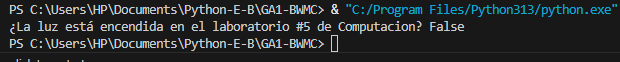 PS C:\Users\HP\Documents\Python-E-B\GA1-BWMC> & "C:/Program Files/Python313/python.exe"
¿La luz está encendida en el laboratorio #5 de Computacion? False
PS C:\Users\HP\Documents\Python-E-B\GA1-BWMC>